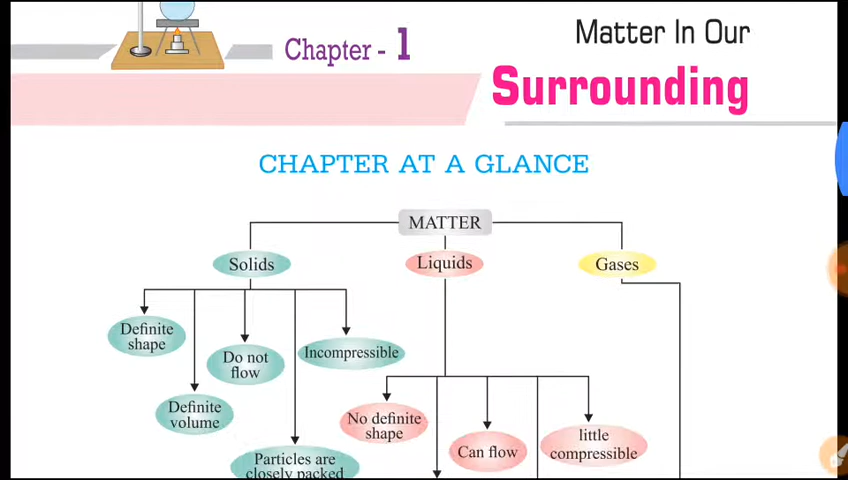 Chapter - 1
Matter In Our
Surrounding
CHAPTER AT A GLANCE
MATTER
Solids
Liquids
Gases
Definite
shape
Do not
flow
Incompressible
Definite
volume
No definite
shape
Can flow
little
compressible
Particles are
closely packed